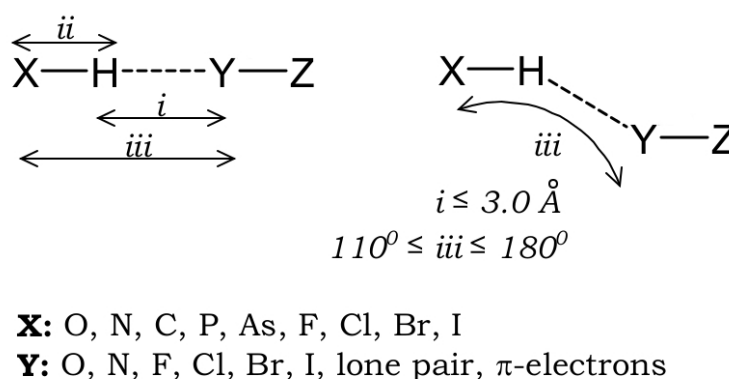 ii
X—H------Y—Z
i
iii
X—H
Y—Z
iii
i ≤ 3.0 Å
110⁰ ≤ iii ≤ 180⁰
X: O, N, C, P, As, F, Cl, Br, I
Y: O, N, F, Cl, Br, I, lone pair, π-electrons